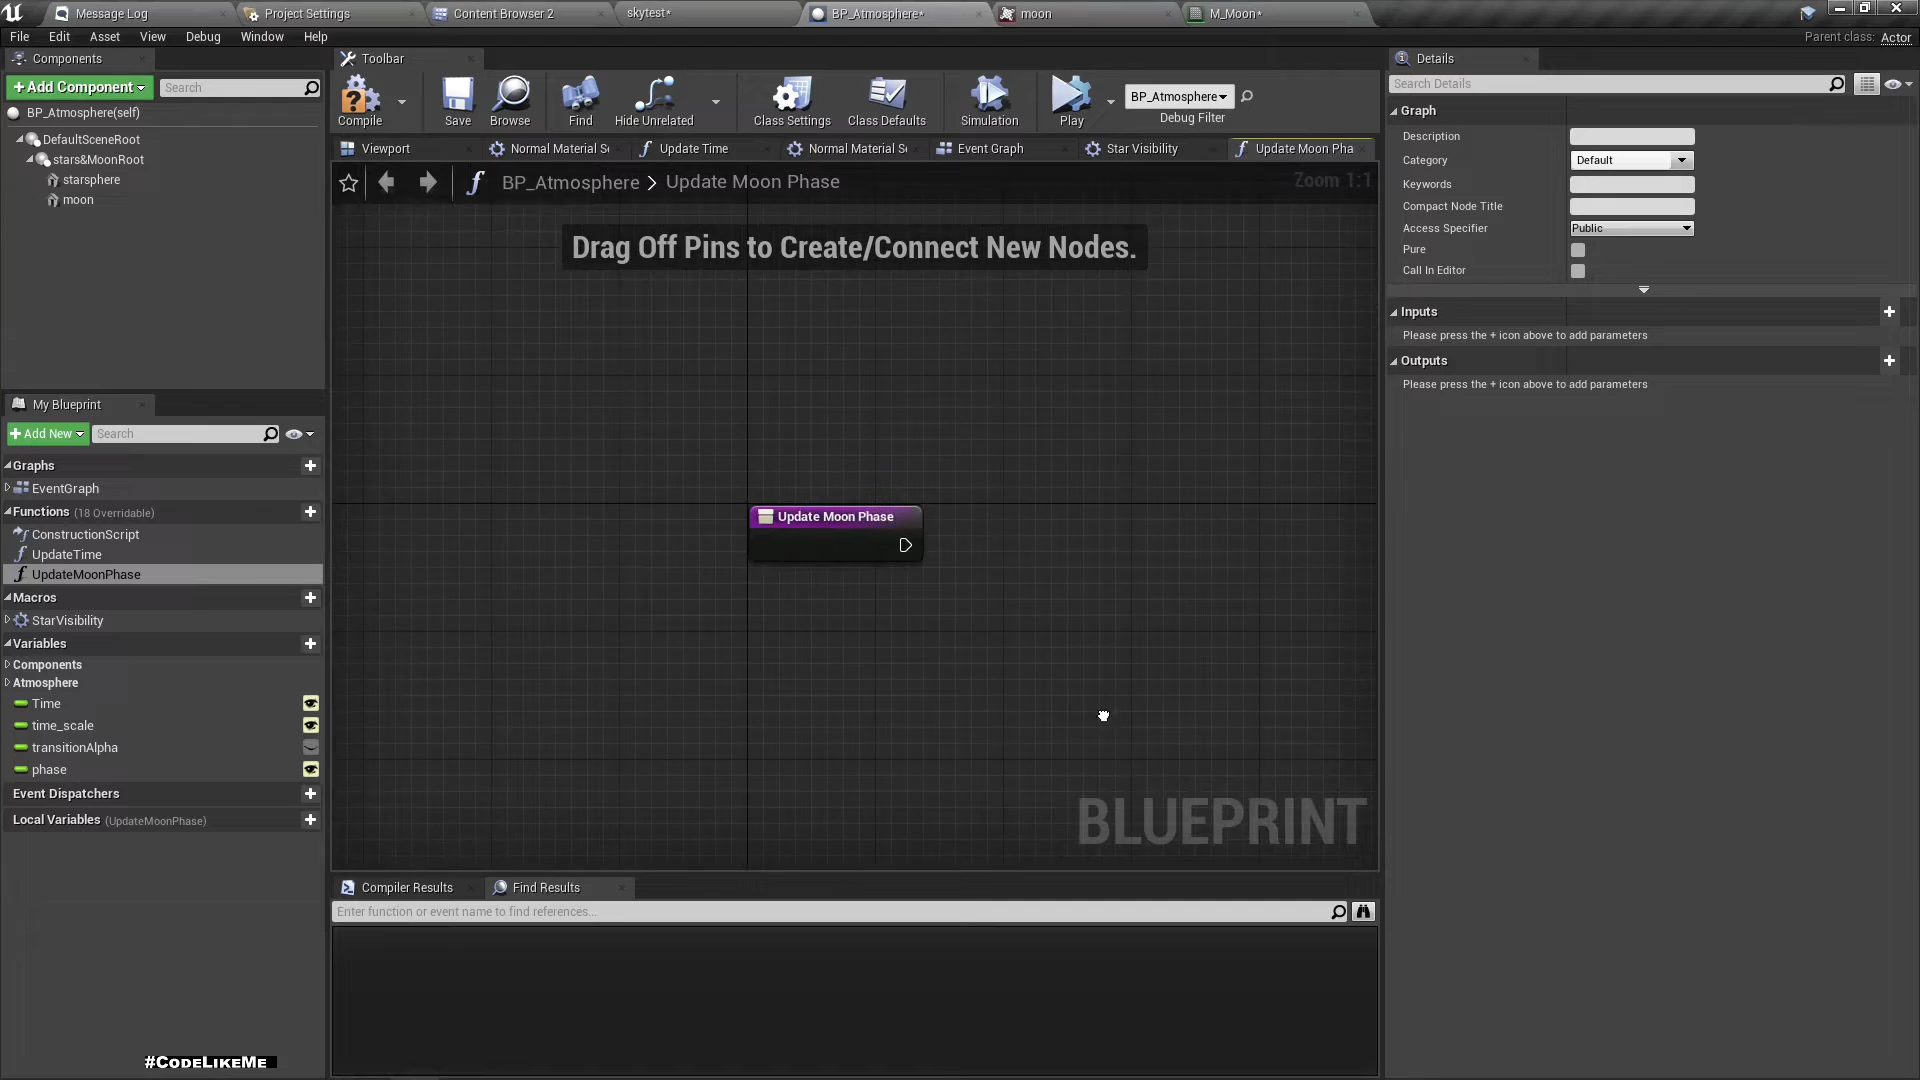 Message Log
Project Settings
Content Browser 2
skytest*
BP_Atmosphere*
moon
M_Moon*
File Edit Asset View Debug Window Help
Parent class: Actor
Components
Toolbar
Details
+Add Component
Search
BP_Atmosphere(self)
DefaultSceneRoot
stars&MoonRoot
starsphere
moon
Compile
Save
Browse
Find
Hide Unrelated
Class Settings
Class Defaults
Simulation
Play
BP_Atmosphere
Debug Filter
Viewport
Normal Material Se
Update Time
Normal Material Se
Event Graph
Star Visibility
Update Moon Pha
BP_Atmosphere > Update Moon Phase
Zoom 1:1
Drag Off Pins to Create/Connect New Nodes.
Update Moon Phase
BLUEPRINT
Search Details
Graph
Description
Category
Default
Keywords
Compact Node Title
Access Specifier
Public
Pure
Call In Editor
Inputs
Please press the + icon above to add parameters
Outputs
Please press the + icon above to add parameters
My Blueprint
+Add New
Search
Graphs
EventGraph
Functions (18 Overridable)
ConstructionScript
UpdateTime
UpdateMoonPhase
Macros
StarVisibility
Variables
Components
Atmosphere
Time
time_scale
transitionAlpha
phase
Event Dispatchers
Local Variables (UpdateMoonPhase)
Compiler Results
Find Results
Enter function or event name to find references...
#CodeLikeMe